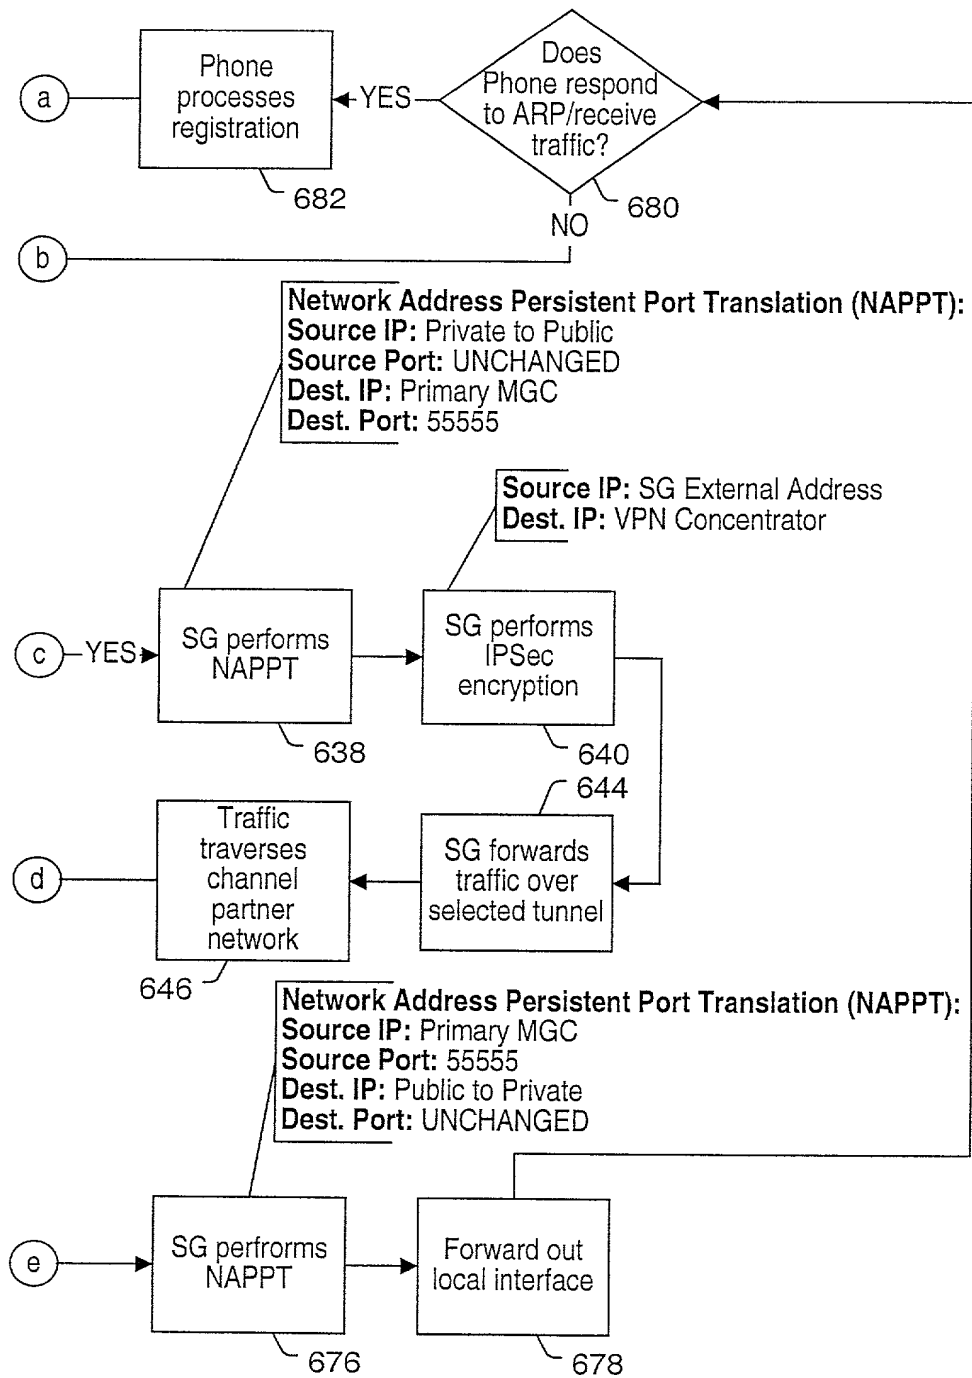 a
Phone
processes
registration
682
YES
Does
Phone respond
to ARP/receive
traffic?
680
NO
b
Network Address Persistent Port Translation (NAPPT):
Source IP: Private to Public
Source Port: UNCHANGED
Dest. IP: Primary MGC
Dest. Port: 55555
Source IP: SG External Address
Dest. IP: VPN Concentrator
c
YES
SG performs
NAPPT
638
SG performs
IPSec
encryption
640
644
d
Traffic
traverses
channel
partner
network
646
SG forwards
traffic over
selected tunnel
Network Address Persistent Port Translation (NAPPT):
Source IP: Primary MGC
Source Port: 55555
Dest. IP: Public to Private
Dest. Port: UNCHANGED
e
SG perfrorms
NAPPT
676
Forward out
local interface
678